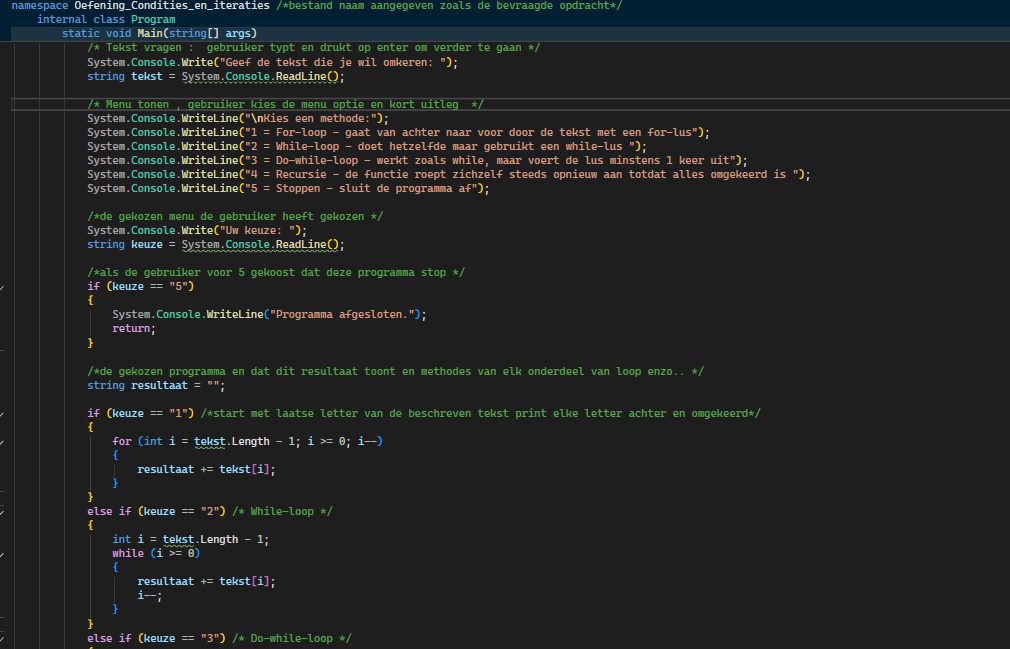 namespace Oefening_Condities_en_iteraties /*bestand naam aangegeven zoals de bevraagde opdracht*/
internal class Program
static void Main(string[] args)
/* Tekst vragen :  gebruiker typt en drukt op enter om verder te gaan */
System.Console.Write("Geef de tekst die je wil omkeren: ");
string tekst = System.Console.ReadLine();
/* Menu tonen , gebruiker kies de menu optie en kort uitleg  */
System.Console.WriteLine("\nKies een methode:");
System.Console.WriteLine("1 = For-loop - gaat van achter naar voor door de tekst met een for-lus");
System.Console.WriteLine("2 = While-loop - doet hetzelfde maar gebruikt een while-lus ");
System.Console.WriteLine("3 = Do-while-loop - werkt zoals while, maar voert de lus minstens 1 keer uit");
System.Console.WriteLine("4 = Recursie - de functie roept zichzelf steeds opnieuw aan totdat alles omgekeerd is ");
System.Console.WriteLine("5 = Stoppen - sluit de programma af");
/*de gekozen menu de gebruiker heeft gekozen */
System.Console.Write("Uw keuze: ");
string keuze = System.Console.ReadLine();
/*als de gebruiker voor 5 gekoost dat deze programma stop */
if (keuze == "5")
{
System.Console.WriteLine("Programma afgesloten.");
return;
}
/*de gekozen programma en dat dit resultaat toont en methodes van elk onderdeel van loop enzo.. */
string resultaat = "";
if (keuze == "1") /*start met laatse letter van de beschreven tekst print elke letter achter en omgekeerd*/
{
for (int i = tekst.Length - 1; i >= 0; i--)
{
resultaat += tekst[i];
}
}
else if (keuze == "2") /* While-loop */
{
int i = tekst.Length - 1;
while (i >= 0)
{
resultaat += tekst[i];
i--;
}
}
else if (keuze == "3") /* Do-while-loop */
{